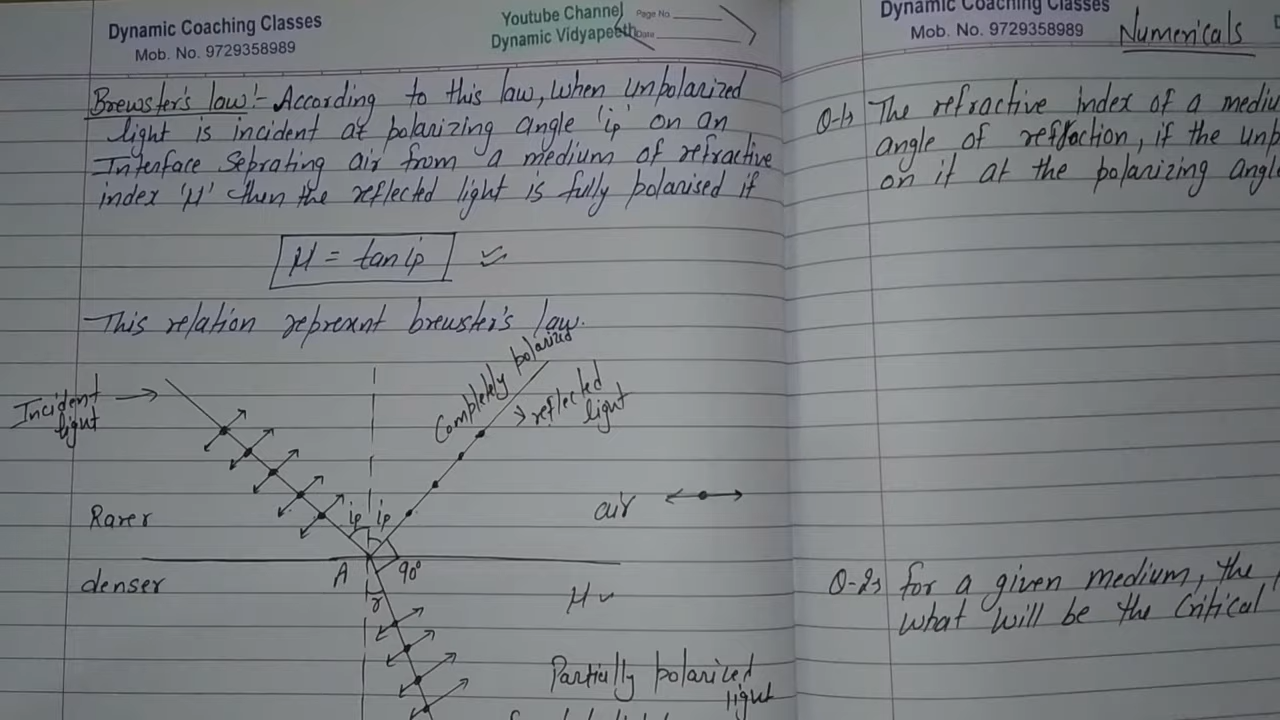 Dynamic Coaching Classes
Mob. No. 9729358989
Youtube Channel
Dynamic Vidyapeeth
Page No
Date
Brewster's law:- According to this law, when unpolarized
light is incident at polarizing angle 'ip' on an
Interface Seprating air from a medium of refractive
index 'μ' then the reflected light is fully polarised if
μ = tan ip
This relation represent brewster's law.
Incident
light
Completely polarized
reflected
light
Rarer
ip
ip
air
denser
A
90°
r
μ
Partially polarized
light
Dynamic Coaching Classes
Mob. No. 9729358989
Numericals
Q-1
The refractive index of a mediu
angle of refraction, if the unp
on it at the polarizing angle
Q-2
for a given medium, the
what will be the critical